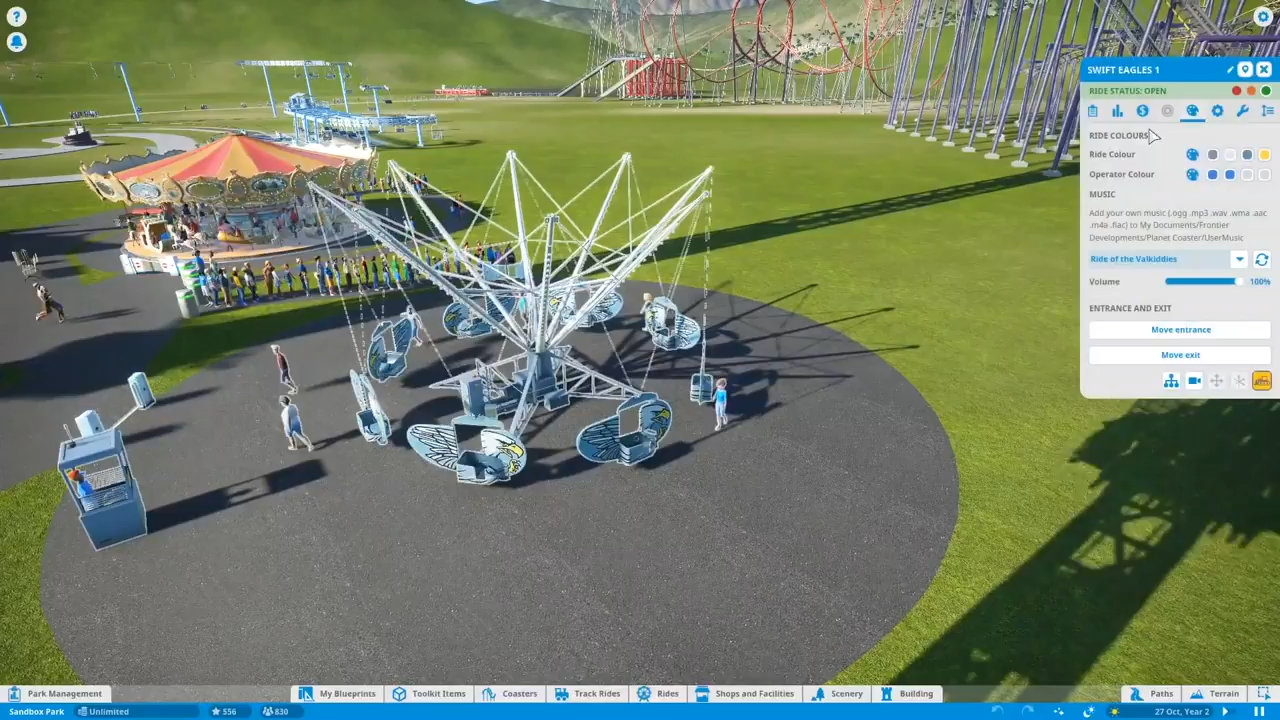 ?
SWIFT EAGLES 1
RIDE STATUS: OPEN
RIDE COLOURS
Ride Colour
Operator Colour
MUSIC
Add your own music (.ogg .mp3 .wav .wma .aac
.m4a .flac) to My Documents/Frontier
Developments/Planet Coaster/UserMusic
Ride of the Valkiddies
Volume 100%
ENTRANCE AND EXIT
Move entrance
Move exit
Park Management My Blueprints Toolkit Items Coasters Track Rides Rides Shops and Facilities Scenery Building Paths Terrain
Sandbox Park Unlimited 556 830 27 Oct, Year 2